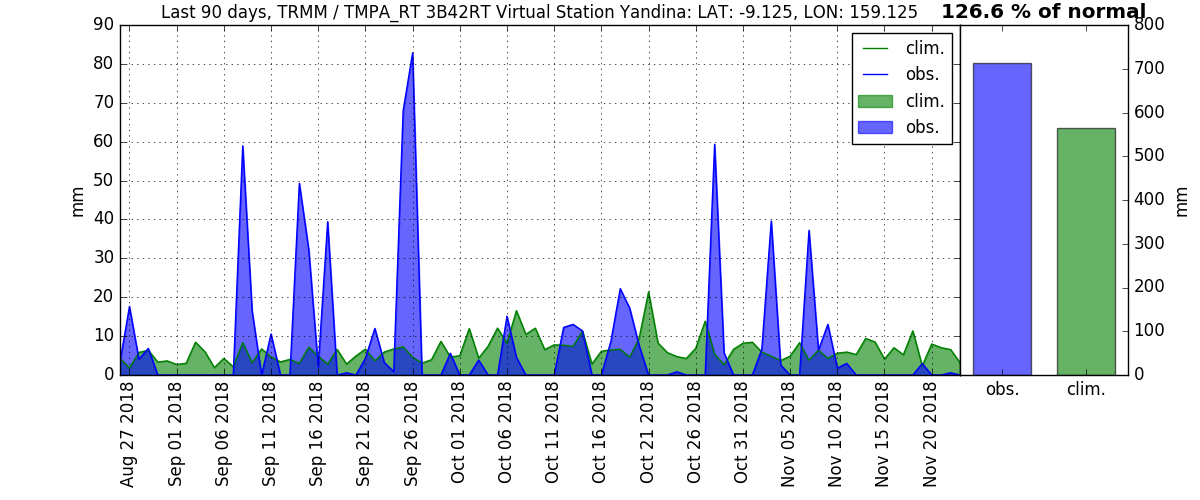 Last 90 days, TRMM / TMPA_RT 3B42RT Virtual Station Yandina: LAT: -9.125, LON: 159.125
126.6 % of normal
90
80
70
60
50
40
30
20
10
0
mm
clim.
obs.
clim.
obs.
Aug 27 2018
Sep 01 2018
Sep 06 2018
Sep 11 2018
Sep 16 2018
Sep 21 2018
Sep 26 2018
Oct 01 2018
Oct 06 2018
Oct 11 2018
Oct 16 2018
Oct 21 2018
Oct 26 2018
Oct 31 2018
Nov 05 2018
Nov 10 2018
Nov 15 2018
Nov 20 2018
800
700
600
500
400
300
200
100
0
mm
obs.
clim.